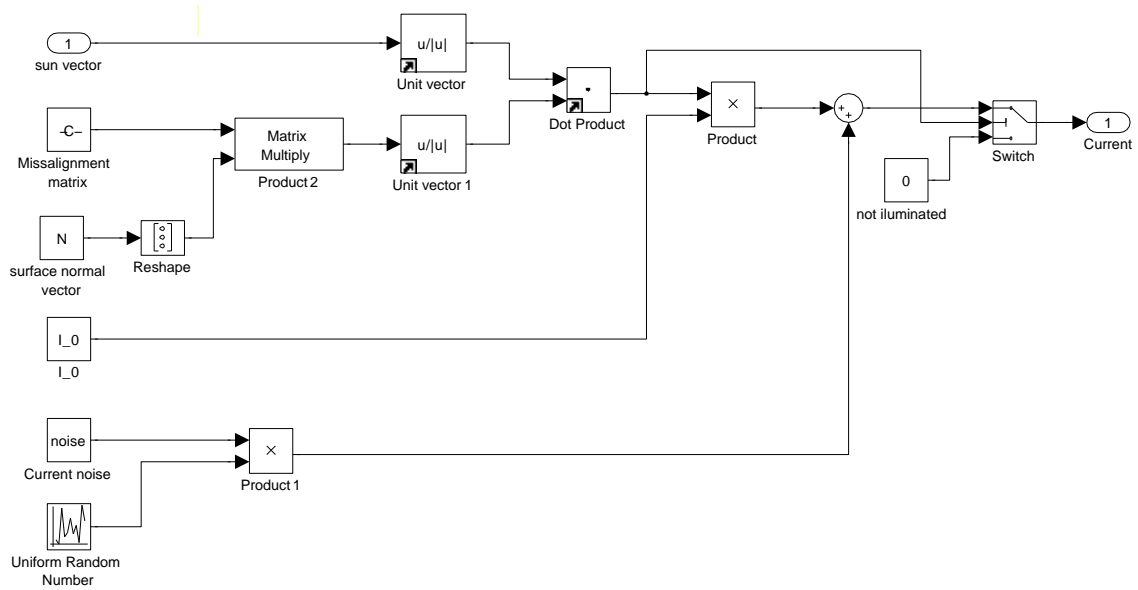 1
sun vector
u/|u|
Unit vector
-C-
Missalignment
matrix
Matrix
Multiply
Product 2
u/|u|
Unit vector 1
Dot Product
×
Product
+
+
Switch
1
Current
0
not iluminated
N
surface normal
vector
Reshape
I_0
I_0
noise
Current noise
×
Product 1
Uniform Random
Number